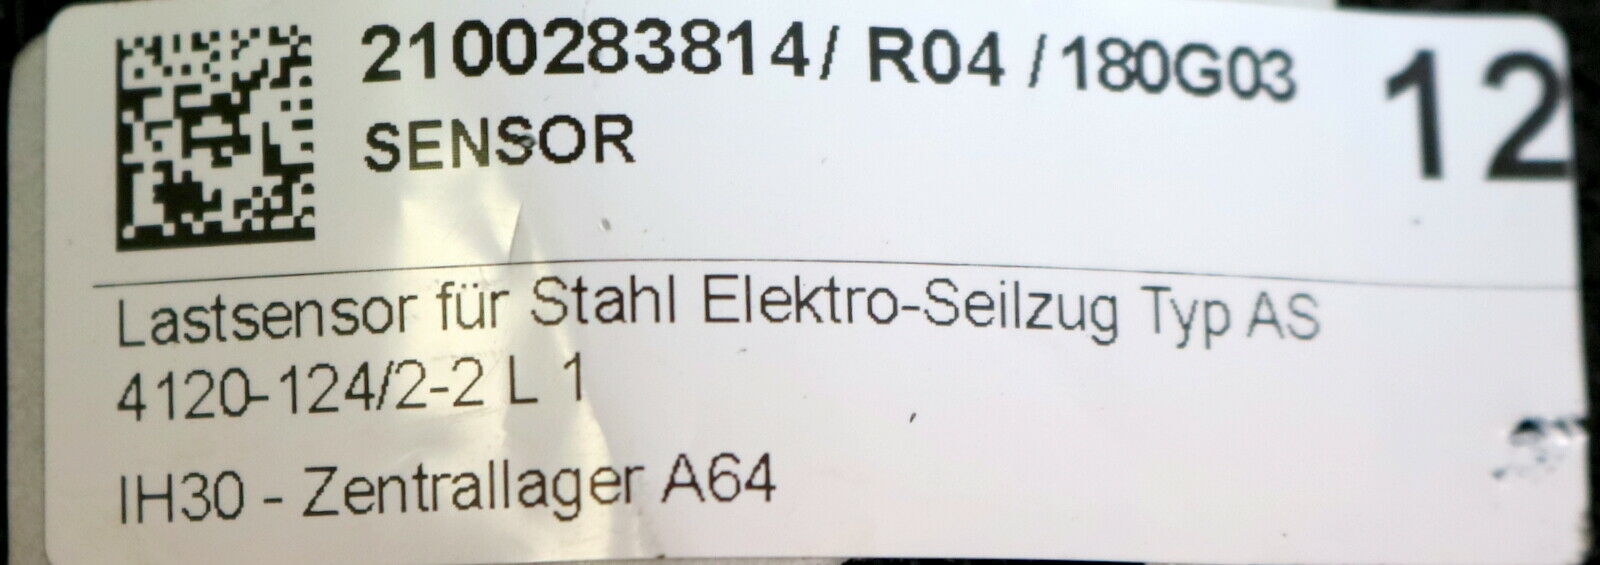 2100283814/ R04 /180G03 12
SENSOR
Lastsensor für Stahl Elektro-Seilzug Typ AS
4120-124/2-2 L 1
IH30 - Zentrallager A64